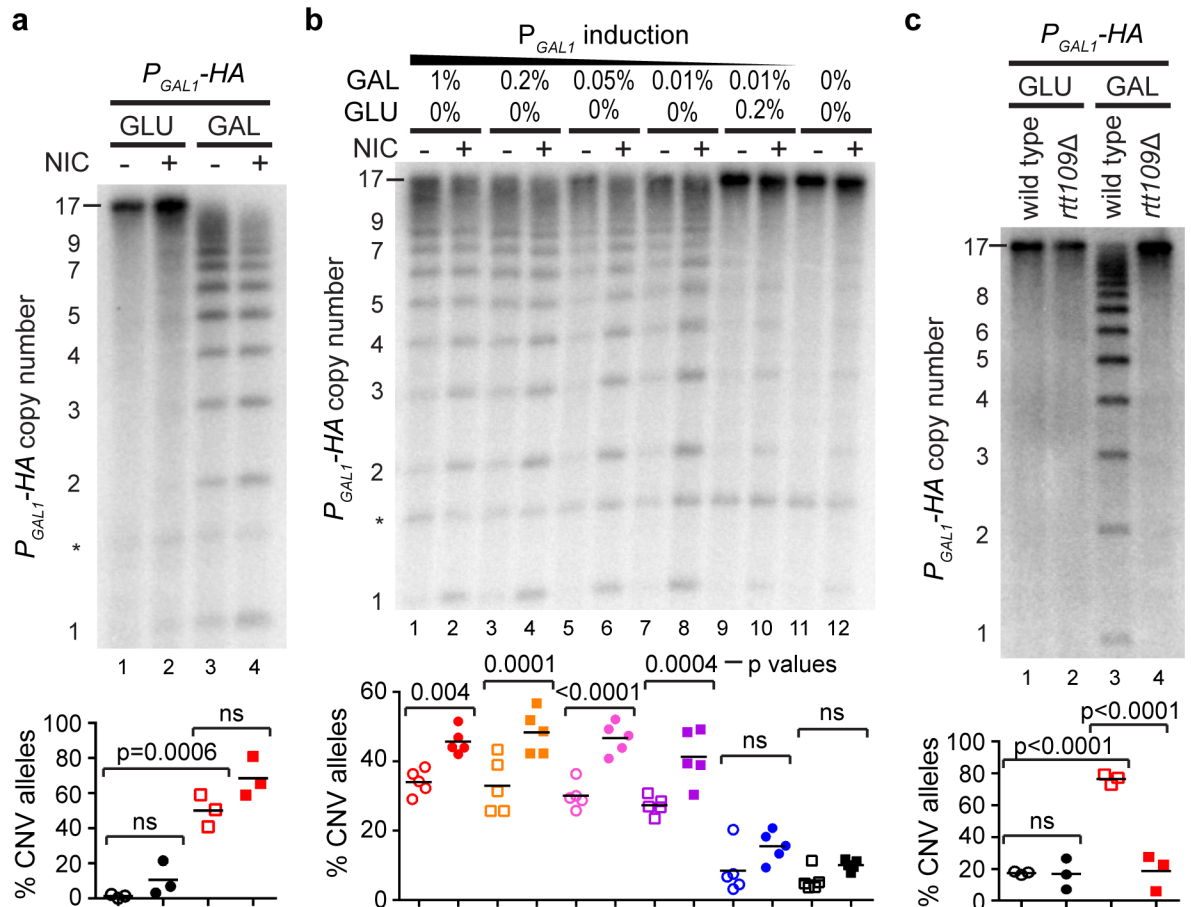 a
P_GAL1-HA
GLU GAL
NIC - + - +
17
9
7
5
4
3
2
*
1
P_GAL1-HA copy number
1 2 3 4
% CNV alleles
100
80
60
40
20
0
p=0.0006
ns
ns
b
P_GAL1 induction
GAL 1% 0.2% 0.05% 0.01% 0.01% 0%
GLU 0% 0% 0% 0% 0.2% 0%
NIC - + - + - + - + - + - +
17
9
7
5
4
3
2
*
1
P_GAL1-HA copy number
1 2 3 4 5 6 7 8 9 10 11 12
% CNV alleles
60
40
20
0
0.004
0.0001
<0.0001
0.0004 — p values
ns
ns
c
P_GAL1-HA
GLU GAL
wild type
rtt109Δ
wild type
rtt109Δ
17
8
6
5
4
3
2
1
P_GAL1-HA copy number
1 2 3 4
% CNV alleles
100
80
60
40
20
0
p<0.0001
p<0.0001
ns